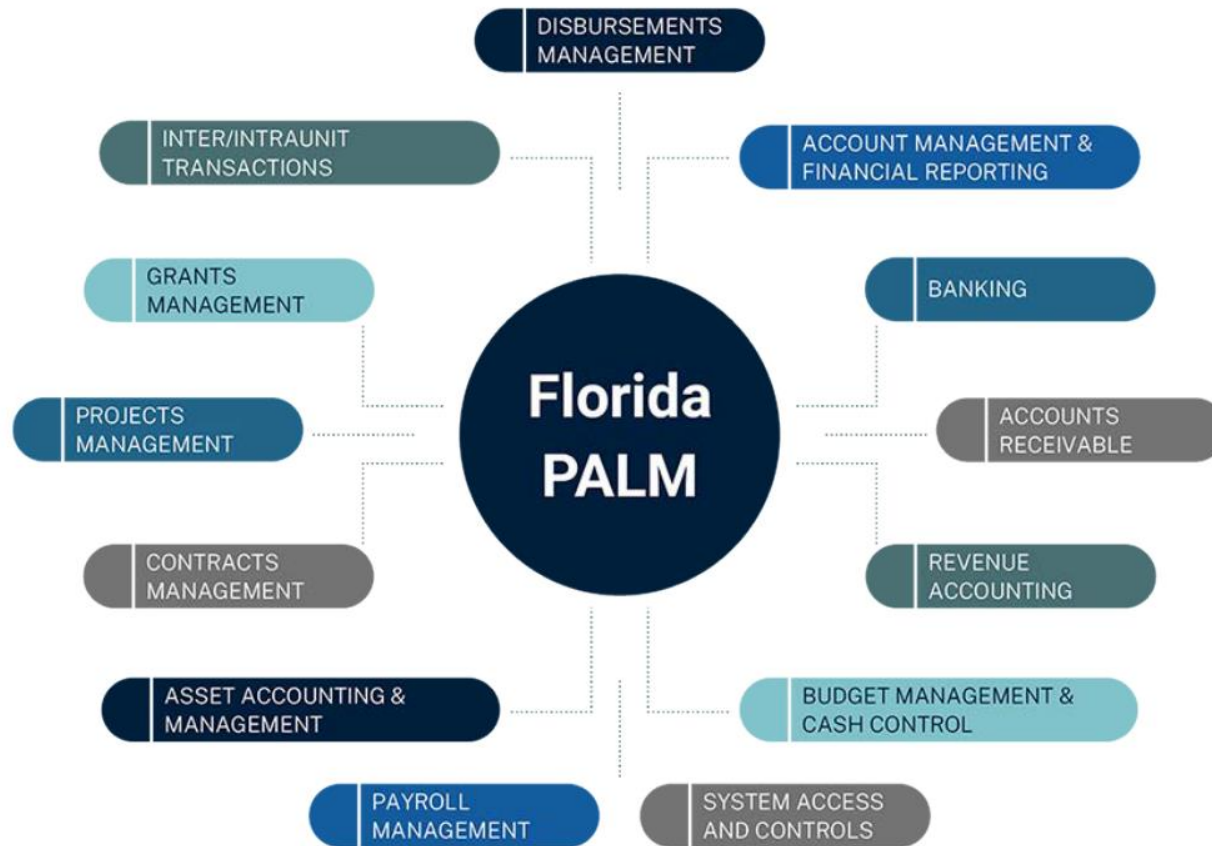 DISBURSEMENTS
MANAGEMENT
INTER/INTRAUNIT
TRANSACTIONS
ACCOUNT MANAGEMENT &
FINANCIAL REPORTING
GRANTS
MANAGEMENT
BANKING
Florida
PALM
PROJECTS
MANAGEMENT
ACCOUNTS
RECEIVABLE
CONTRACTS
MANAGEMENT
REVENUE
ACCOUNTING
ASSET ACCOUNTING &
MANAGEMENT
BUDGET MANAGEMENT &
CASH CONTROL
PAYROLL
MANAGEMENT
SYSTEM ACCESS
AND CONTROLS